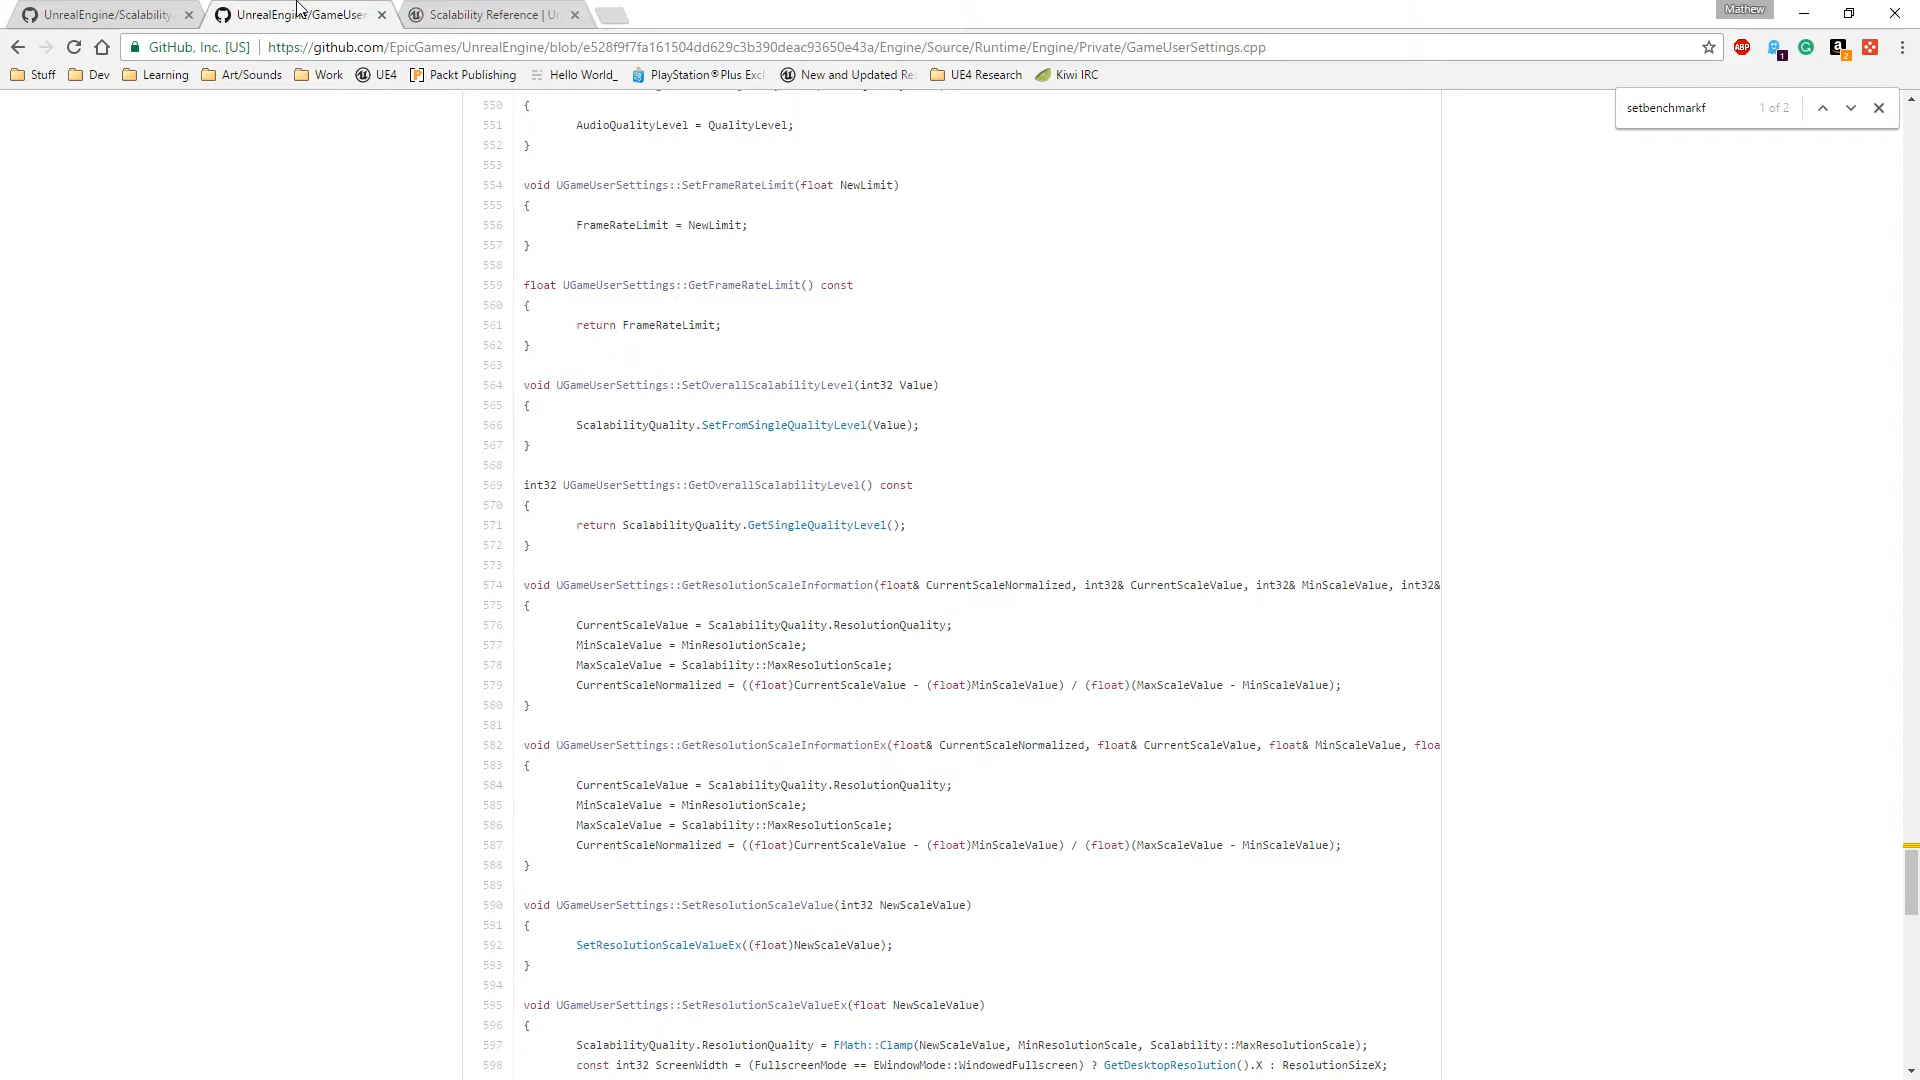 UnrealEngine/Scalability
UnrealEngine/GameUser
Scalability Reference | Un
Mathew
GitHub, Inc. [US]
https://github.com/EpicGames/UnrealEngine/blob/e528f9f7fa161504dd629c3b390deac93650e43a/Engine/Source/Runtime/Engine/Private/GameUserSettings.cpp
ABP
1
2
Stuff
Dev
Learning
Art/Sounds
Work
UE4
Packt Publishing
Hello World_
PlayStation®Plus Excl
New and Updated Re
UE4 Research
Kiwi IRC
setbenchmarkf
1 of 2
550 {
551 AudioQualityLevel = QualityLevel;
552 }
553
554 void UGameUserSettings::SetFrameRateLimit(float NewLimit)
555 {
556 FrameRateLimit = NewLimit;
557 }
558
559 float UGameUserSettings::GetFrameRateLimit() const
560 {
561 return FrameRateLimit;
562 }
563
564 void UGameUserSettings::SetOverallScalabilityLevel(int32 Value)
565 {
566 ScalabilityQuality.SetFromSingleQualityLevel(Value);
567 }
568
569 int32 UGameUserSettings::GetOverallScalabilityLevel() const
570 {
571 return ScalabilityQuality.GetSingleQualityLevel();
572 }
573
574 void UGameUserSettings::GetResolutionScaleInformation(float& CurrentScaleNormalized, int32& CurrentScaleValue, int32& MinScaleValue, int32&
575 {
576 CurrentScaleValue = ScalabilityQuality.ResolutionQuality;
577 MinScaleValue = MinResolutionScale;
578 MaxScaleValue = Scalability::MaxResolutionScale;
579 CurrentScaleNormalized = ((float)CurrentScaleValue - (float)MinScaleValue) / (float)(MaxScaleValue - MinScaleValue);
580 }
581
582 void UGameUserSettings::GetResolutionScaleInformationEx(float& CurrentScaleNormalized, float& CurrentScaleValue, float& MinScaleValue, floa
583 {
584 CurrentScaleValue = ScalabilityQuality.ResolutionQuality;
585 MinScaleValue = MinResolutionScale;
586 MaxScaleValue = Scalability::MaxResolutionScale;
587 CurrentScaleNormalized = ((float)CurrentScaleValue - (float)MinScaleValue) / (float)(MaxScaleValue - MinScaleValue);
588 }
589
590 void UGameUserSettings::SetResolutionScaleValue(int32 NewScaleValue)
591 {
592 SetResolutionScaleValueEx((float)NewScaleValue);
593 }
594
595 void UGameUserSettings::SetResolutionScaleValueEx(float NewScaleValue)
596 {
597 ScalabilityQuality.ResolutionQuality = FMath::Clamp(NewScaleValue, MinResolutionScale, Scalability::MaxResolutionScale);
598 const int32 ScreenWidth = (FullscreenMode == EWindowMode::WindowedFullscreen) ? GetDesktopResolution().X : ResolutionSizeX;